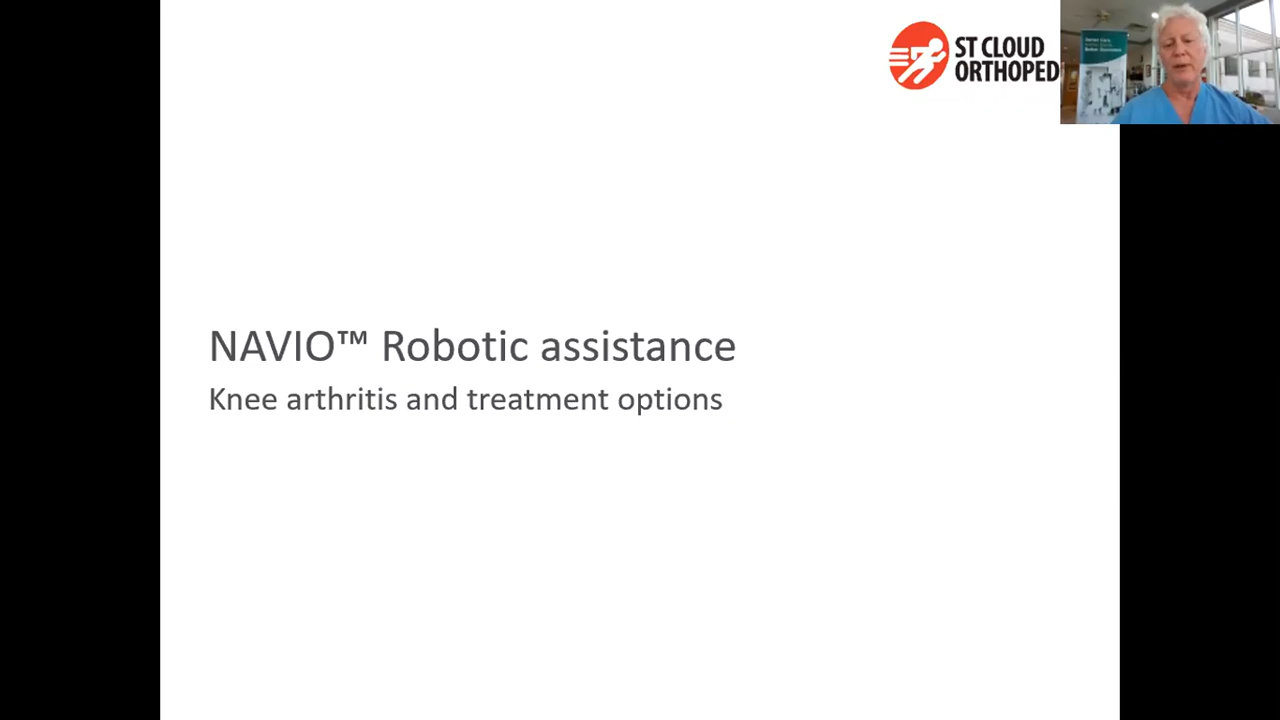 ST CLOUD
ORTHOPED
NAVIO™ Robotic assistance
Knee arthritis and treatment options